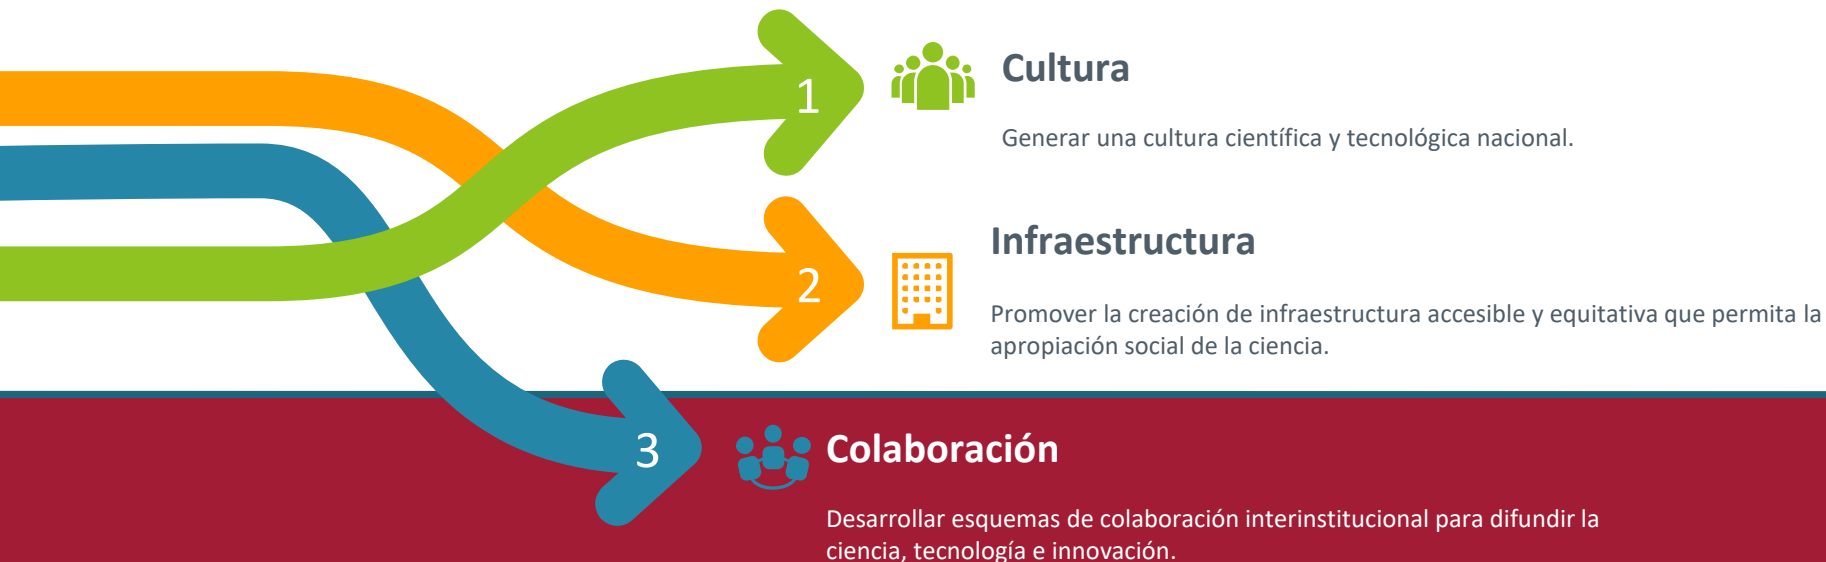 1
Cultura
Generar una cultura científica y tecnológica nacional.
2
Infraestructura
Promover la creación de infraestructura accesible y equitativa que permita la
apropiación social de la ciencia.
3
Colaboración
Desarrollar esquemas de colaboración interinstitucional para difundir la
ciencia, tecnología e innovación.